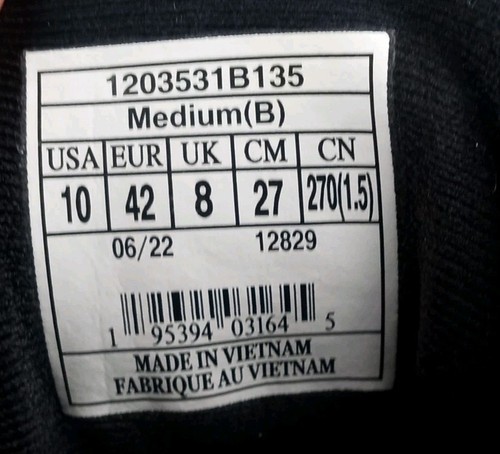 1203531B135
Medium(B)
USA EUR UK CM CN
10 42 8 27 270(1.5)
06/22 12829
1 95394 03164 5
MADE IN VIETNAM
FABRIQUE AU VIETNAM